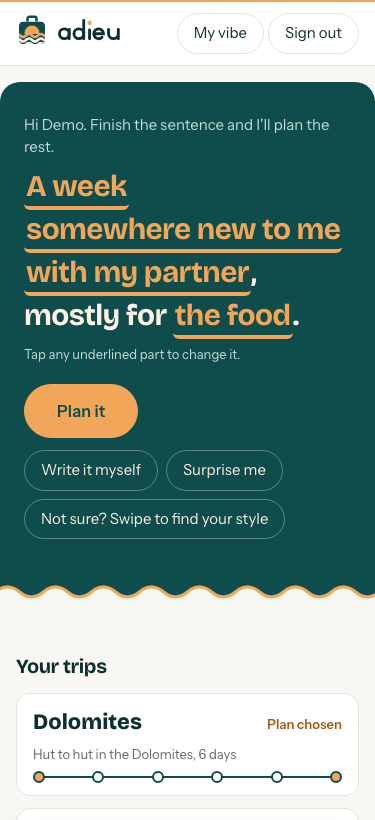 adieu
My vibe
Sign out
Hi Demo. Finish the sentence and I'll plan the
rest.
A week
somewhere new to me
with my partner,
mostly for the food.
Tap any underlined part to change it.
Plan it
Write it myself
Surprise me
Not sure? Swipe to find your style
Your trips
Dolomites
Plan chosen
Hut to hut in the Dolomites, 6 days